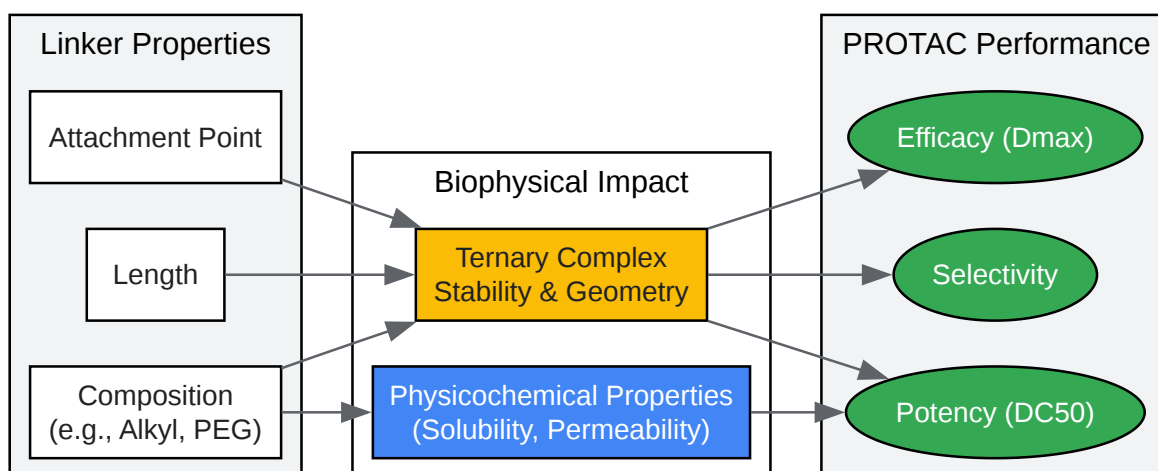 Linker Properties
Attachment Point
Length
Composition
(e.g., Alkyl, PEG)
Biophysical Impact
Ternary Complex
Stability & Geometry
Physicochemical Properties
(Solubility, Permeability)
PROTAC Performance
Efficacy (Dmax)
Selectivity
Potency (DC50)